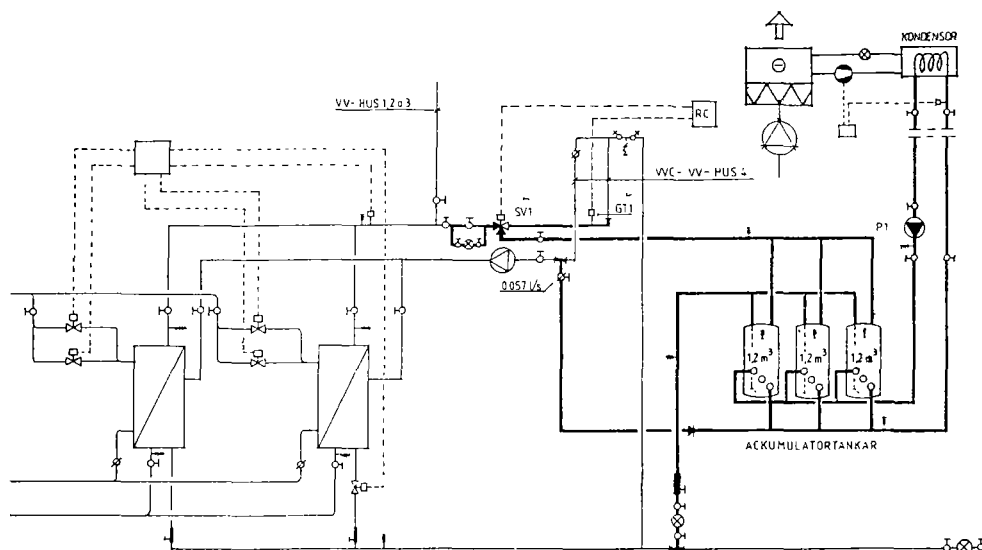 KONDENSOR
VV- HUS 1,2 o 3
RC
VVC- VV- HUS 4
SV1
GT1
P1
0.057 l/s
1,2 m³
1,2 m³
1,2 m³
ACKUMULATORTANKAR